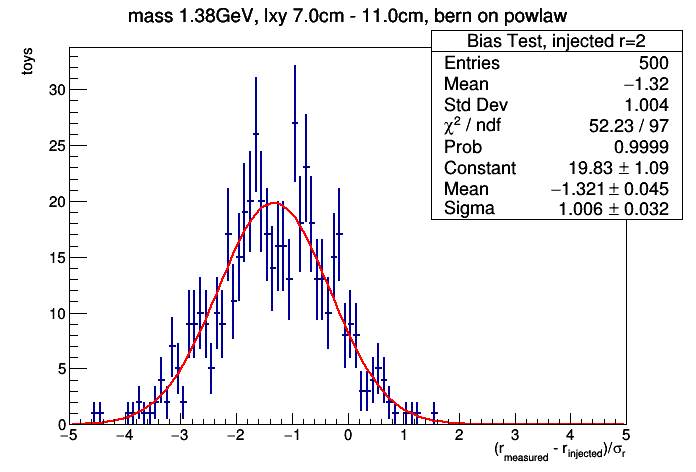 mass 1.38GeV, lxy 7.0cm - 11.0cm, bern on powlaw
toys
Bias Test, injected r=2
Entries 500
Mean −1.32
Std Dev 1.004
χ² / ndf 52.23 / 97
Prob 0.9999
Constant 19.83 ± 1.09
Mean −1.321 ± 0.045
Sigma 1.006 ± 0.032
30
25
20
15
10
5
0
−5 −4 −3 −2 −1 0 1 2 3 4 5
(r_measured - r_injected)/σ_r